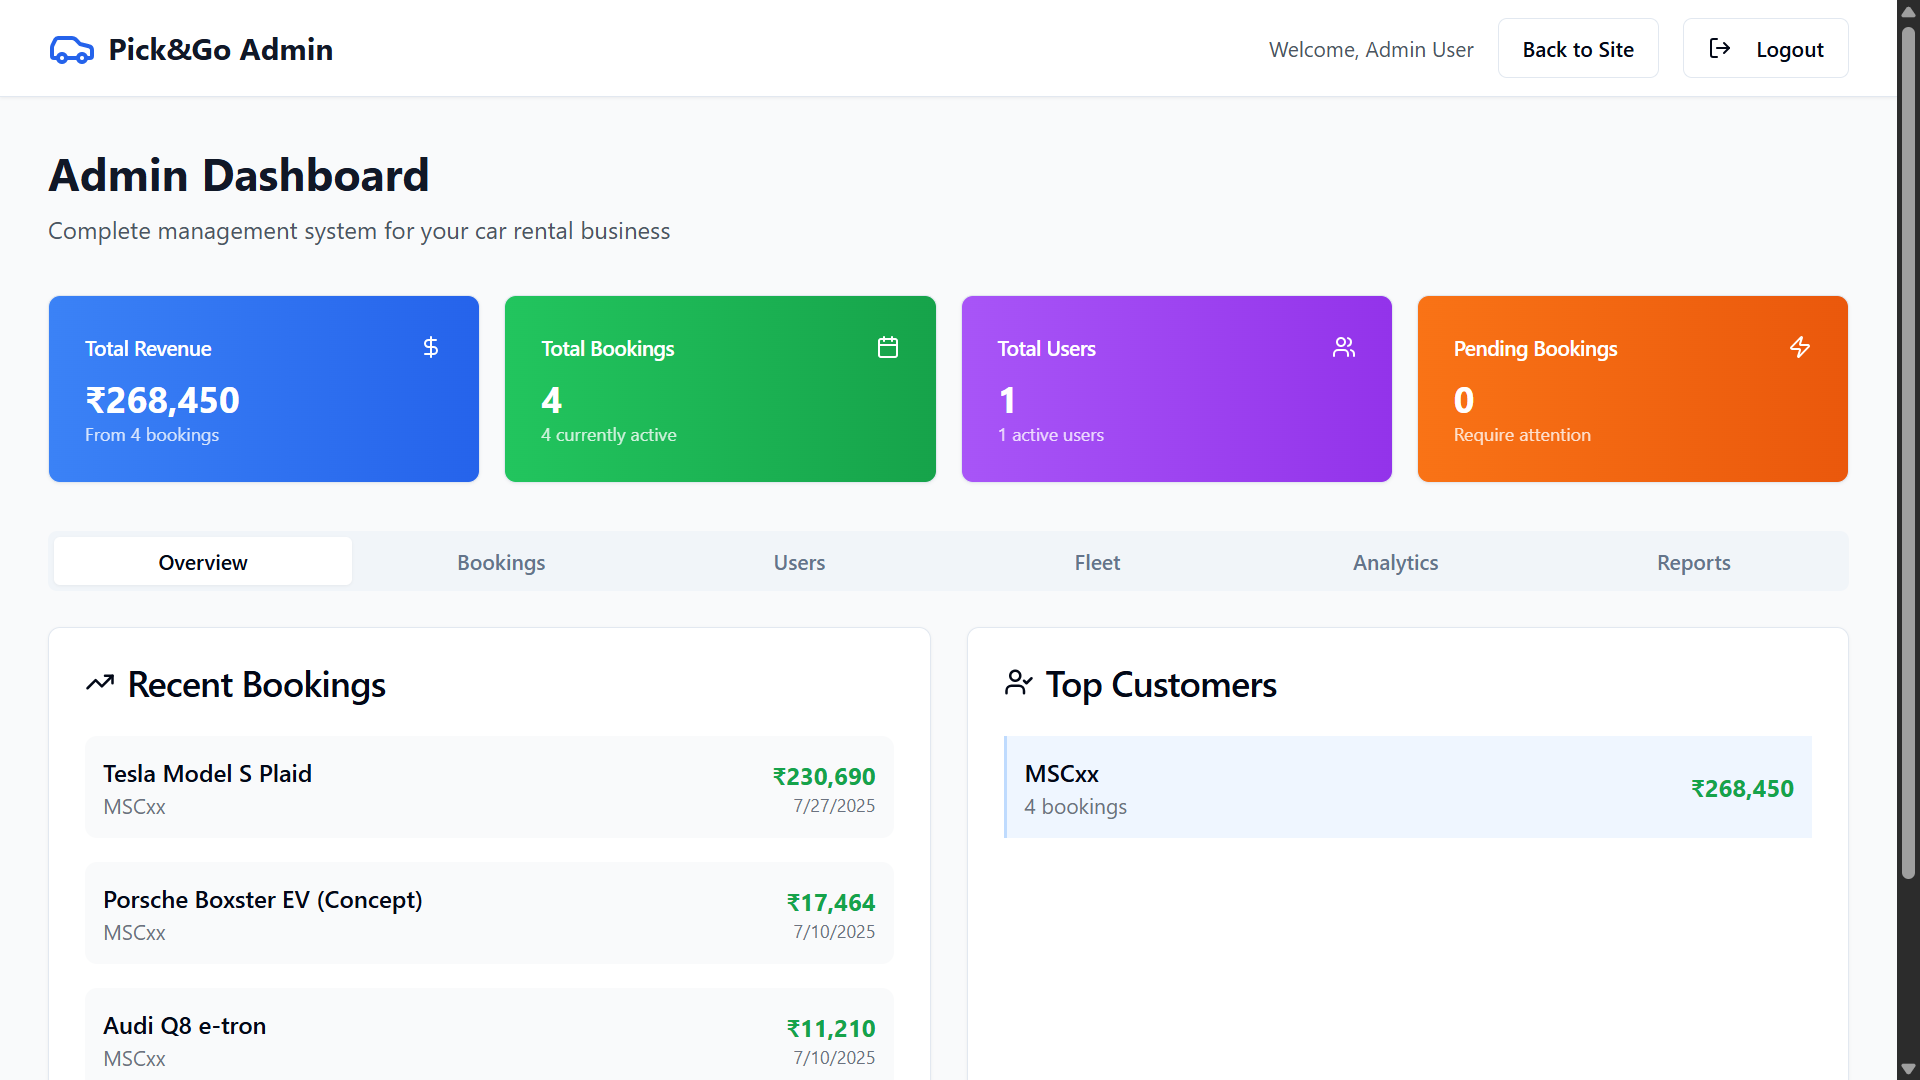 Pick&Go Admin
Welcome, Admin User
Back to Site
Logout
Admin Dashboard
Complete management system for your car rental business
Total Revenue
₹268,450
From 4 bookings
Total Bookings
4
4 currently active
Total Users
1
1 active users
Pending Bookings
0
Require attention
Overview
Bookings
Users
Fleet
Analytics
Reports
Recent Bookings
Tesla Model S Plaid
MSCxx
₹230,690
7/27/2025
Porsche Boxster EV (Concept)
MSCxx
₹17,464
7/10/2025
Audi Q8 e-tron
MSCxx
₹11,210
7/10/2025
Top Customers
MSCxx
4 bookings
₹268,450